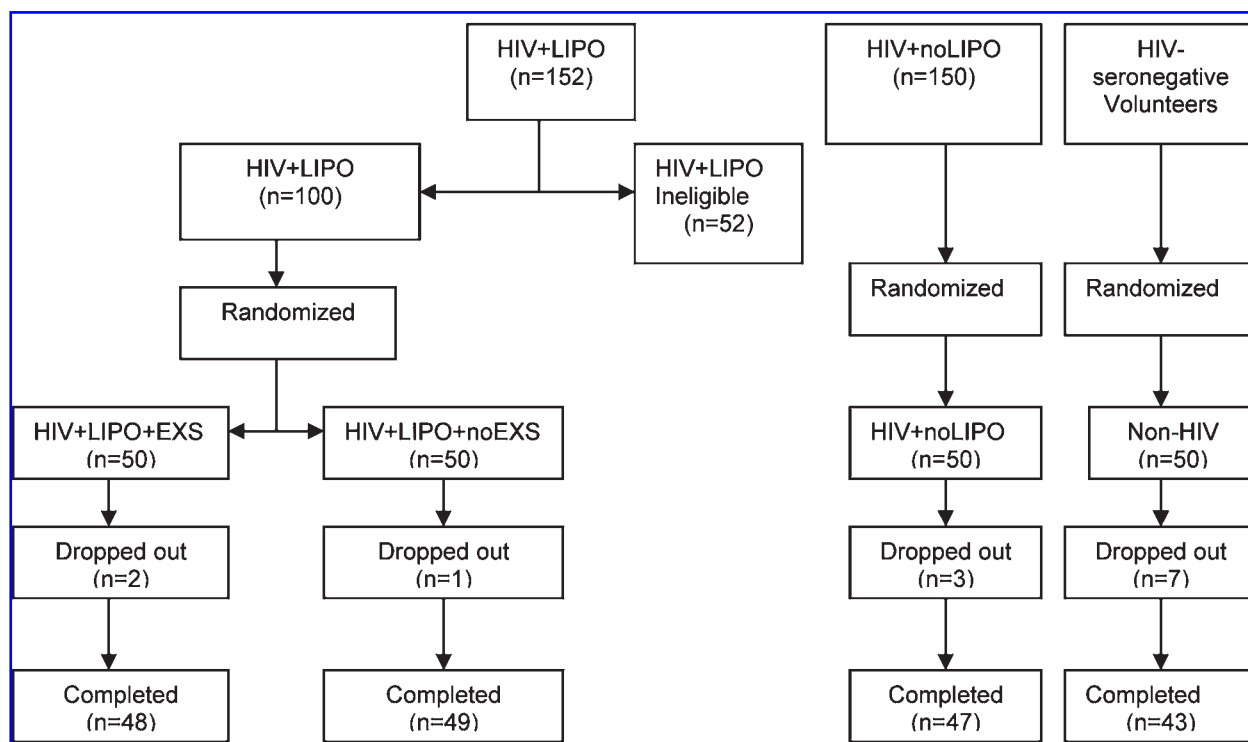 HIV+LIPO
(n=152)
HIV+noLIPO
(n=150)
HIV-
seronegative
Volunteers
HIV+LIPO
(n=100)
HIV+LIPO
Ineligible
(n=52)
Randomized
Randomized
Randomized
HIV+LIPO+EXS
(n=50)
HIV+LIPO+noEXS
(n=50)
HIV+noLIPO
(n=50)
Non-HIV
(n=50)
Dropped out
(n=2)
Dropped out
(n=1)
Dropped out
(n=3)
Dropped out
(n=7)
Completed
(n=48)
Completed
(n=49)
Completed
(n=47)
Completed
(n=43)